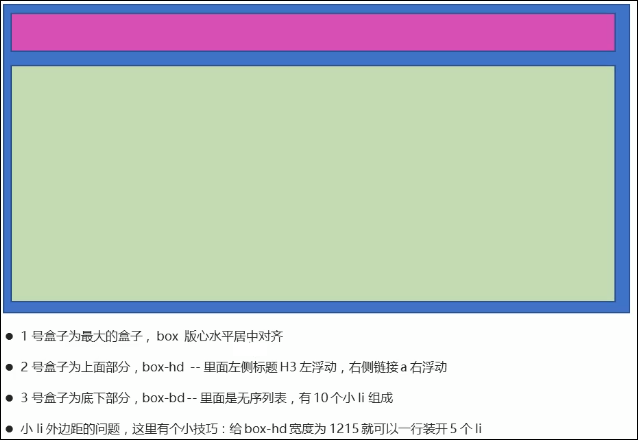 ● 1 号盒子为最大的盒子，box 版心水平居中对齐
● 2 号盒子为上面部分，box-hd -- 里面左侧标题 H3 左浮动，右侧链接 a 右浮动
● 3 号盒子为底下部分，box-bd -- 里面是无序列表，有 10 个小 li 组成
● 小 li 外边距的问题，这里有个小技巧：给 box-hd 宽度为 1215 就可以一行装开 5 个 li